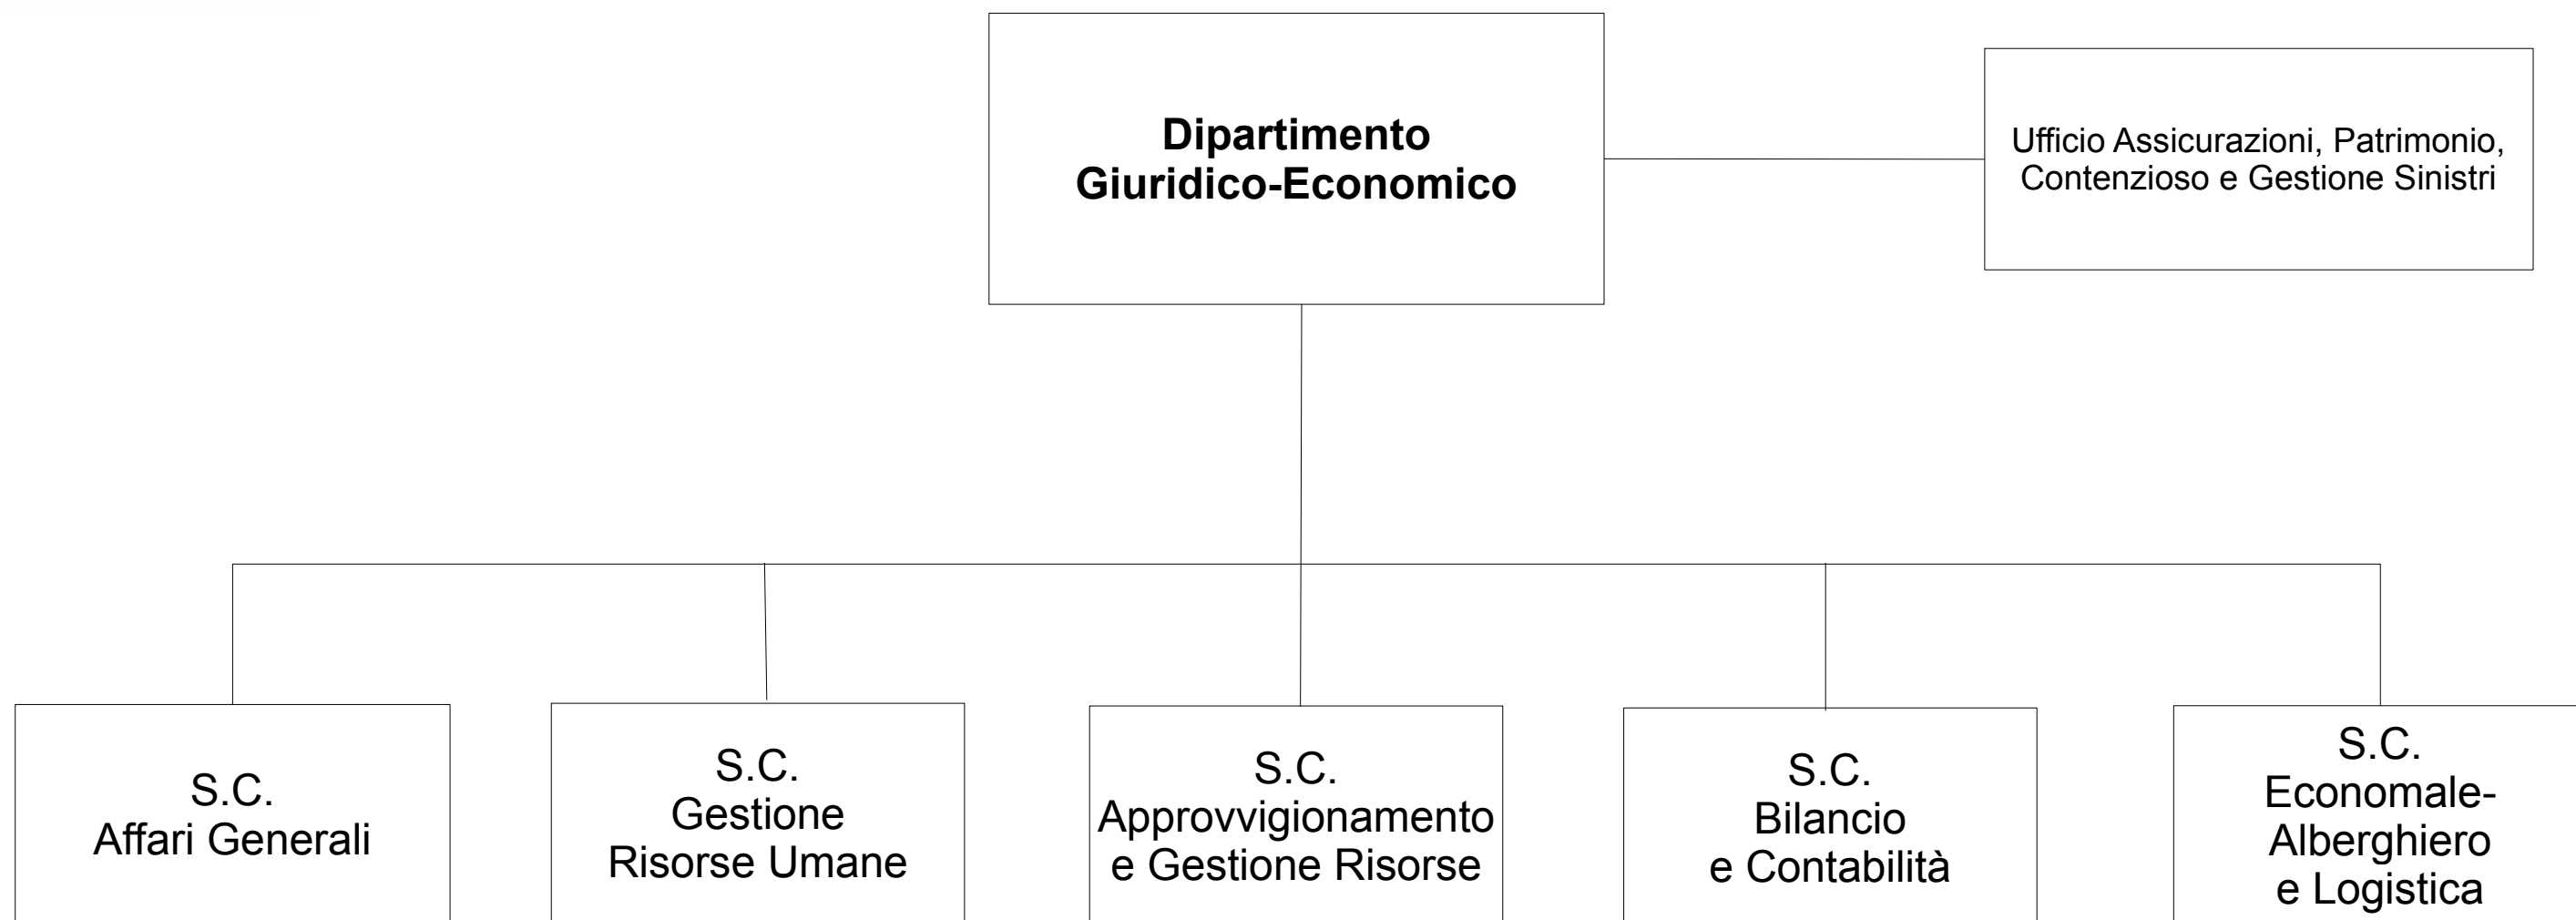 Dipartimento
Giuridico-Economico
Ufficio Assicurazioni, Patrimonio,
Contenzioso e Gestione Sinistri
S.C.
Affari Generali
S.C.
Gestione
Risorse Umane
S.C.
Approvvigionamento
e Gestione Risorse
S.C.
Bilancio
e Contabilità
S.C.
Economale-
Alberghiero
e Logistica